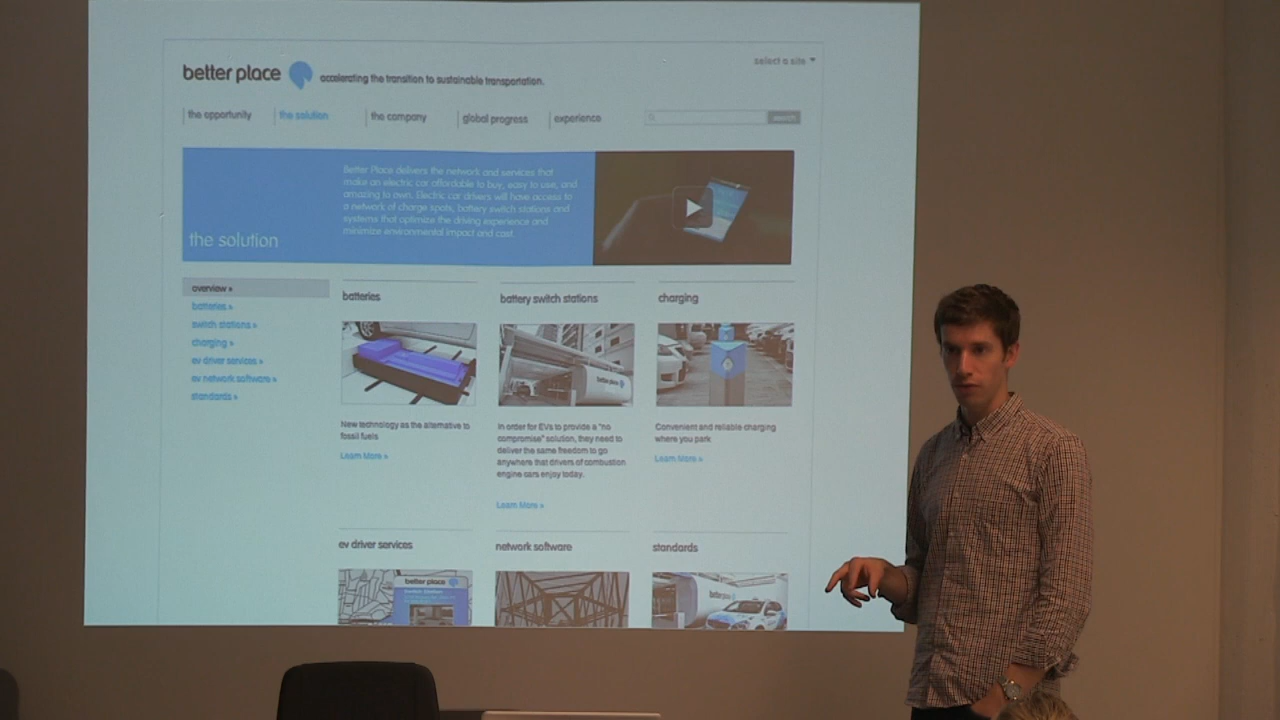 select a site
better place accelerating the transition to sustainable transportation.
the opportunity the solution the company global progress experience search
Better Place delivers the network and services that
make an electric car affordable to buy, easy to use, and
amazing to own. Electric car drivers will have access to
a network of charge spots, battery switch stations and
systems that optimize the driving experience and
minimize environmental impact and cost.
the solution
overview »
batteries »
switch stations »
charging »
ev driver services »
ev network software »
standards »
batteries
New technology as the alternative to
fossil fuels
Learn More »
battery switch stations
better place
In order for EVs to provide a "no
compromise" solution, they need to
deliver the same freedom to go
anywhere that drivers of combustion
engine cars enjoy today.
Learn More »
charging
Convenient and reliable charging
where you park
Learn More »
ev driver services
better place
network software
standards
better place